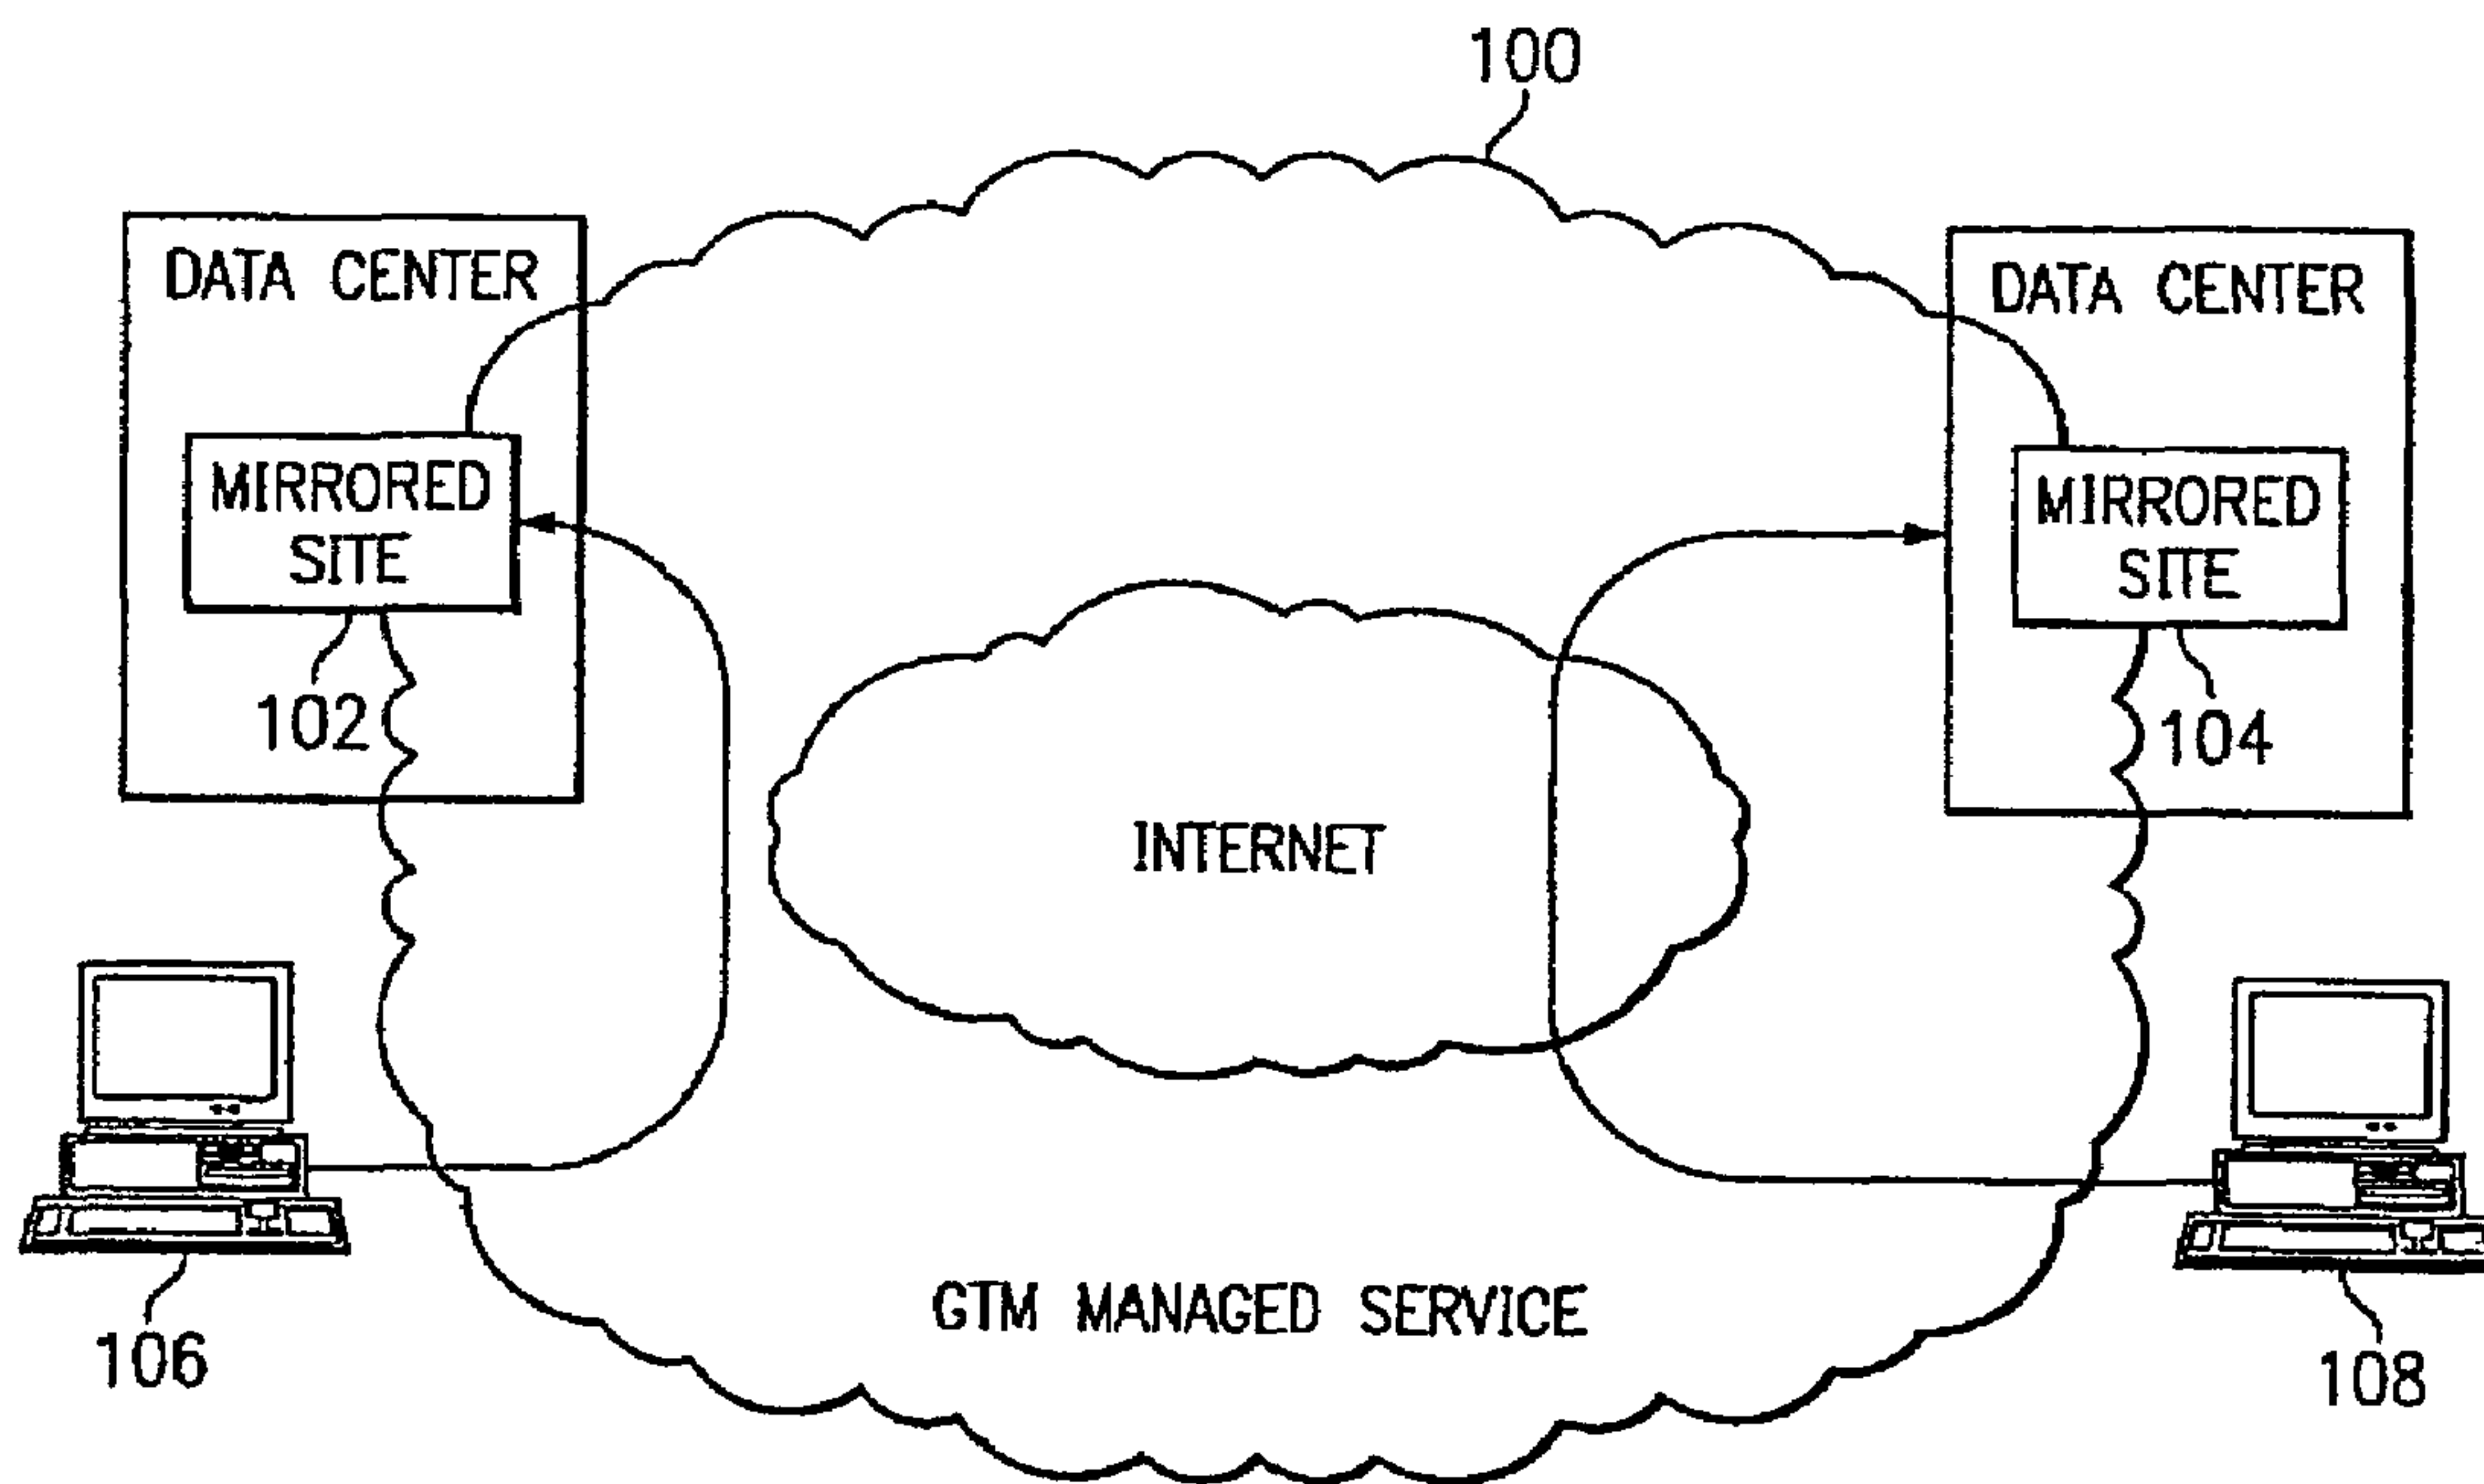 100
DATA CENTER
DATA CENTER
MIRRORED
SITE
MIRRORED
SITE
102
104
INTERNET
GTM MANAGED SERVICE
106
108